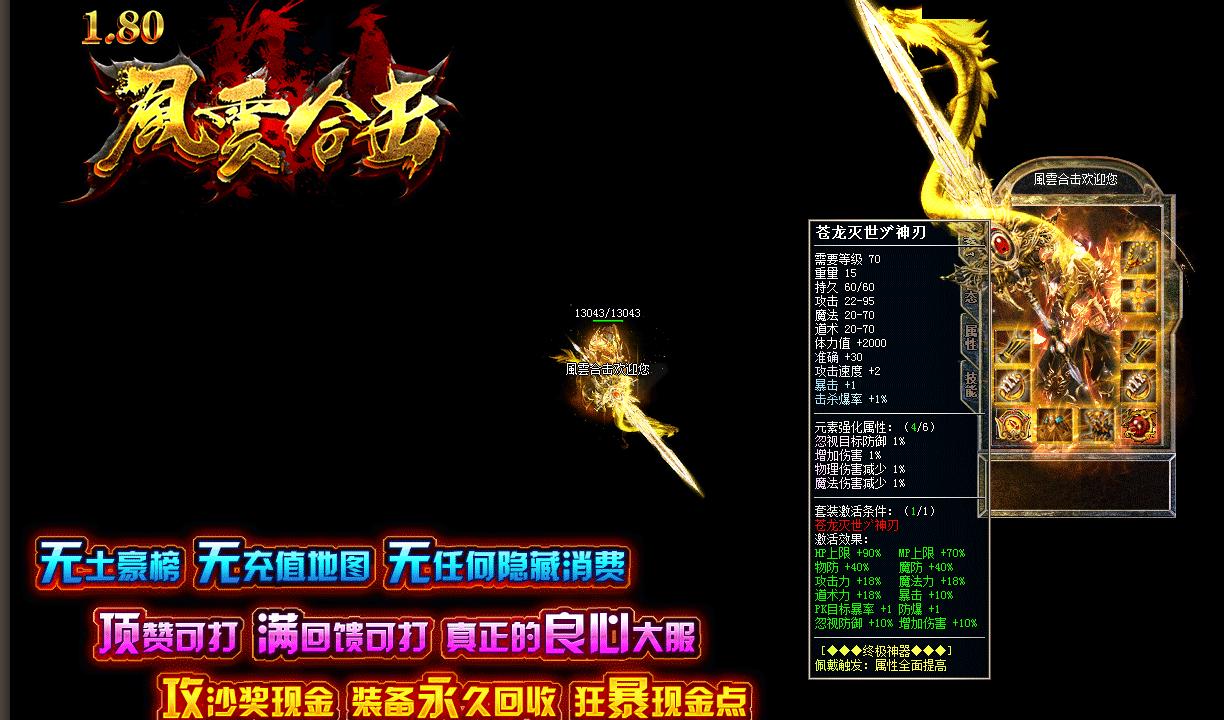 1.80
風雲合击
風雲合击欢迎您
苍龙灭世ヅ神刃
需要等级 70
重量 15
持久 60/60
攻击 22-95
魔法 20-70
道术 20-70
体力值 +2000
准确 +30
攻击速度 +2
暴击 +1
击杀爆率 +1%
态
属性
技能
13043/13043
風雲合击欢迎您
元素强化属性: (4/6)
忽视目标防御 1%
增加伤害 1%
物理伤害减少 1%
魔法伤害减少 1%
套装激活条件: (1/1)
苍龙灭世ヅ神刃
激活效果:
HP上限 +90% MP上限 +70%
物防 +40% 魔防 +40%
攻击力 +18% 魔法力 +18%
道术力 +18% 暴击 +10%
PK目标暴率 +1 防爆 +1
忽视防御 +10% 增加伤害 +10%
[◆◆◆终极神器◆◆◆]
佩戴触发: 属性全面提高
无土豪榜 无充值地图 无任何隐藏消费
顶赞可打 满回馈可打 真正的良心大服
攻沙奖现金 装备永久回收 狂暴现金点